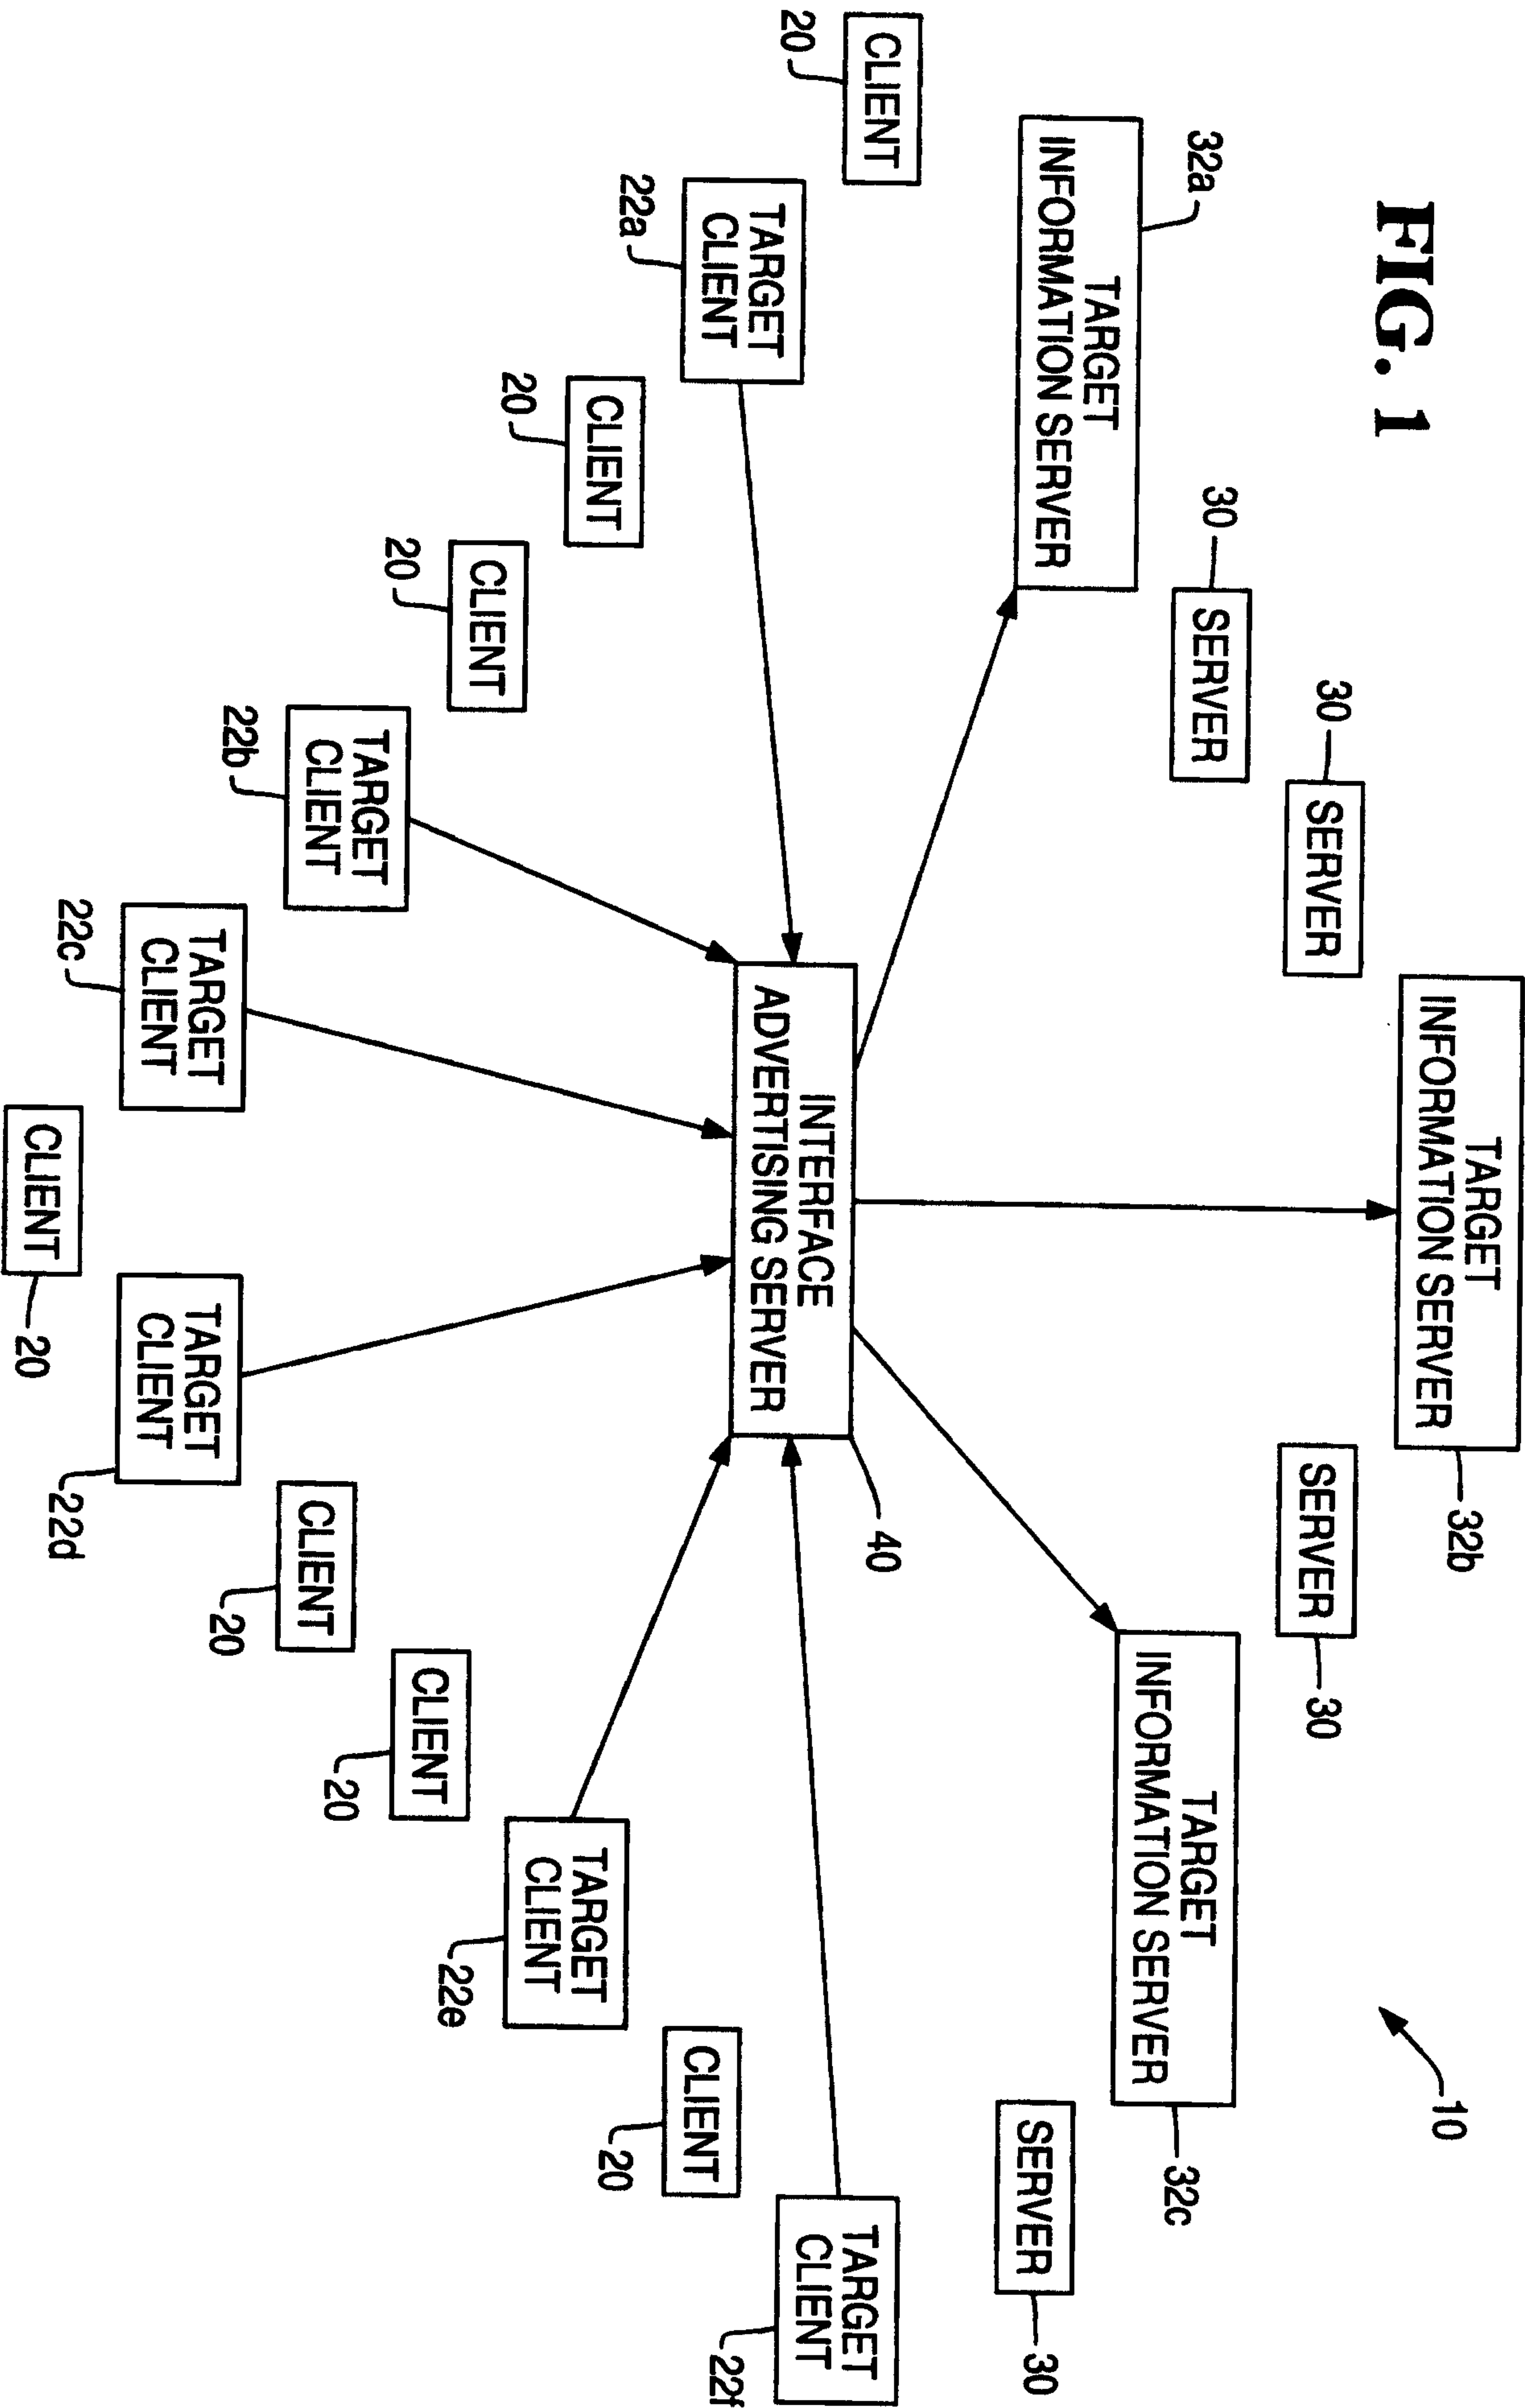 FIG. 1
10
TARGET
INFORMATION SERVER
32b
SERVER
30
SERVER
30
SERVER
30
TARGET
INFORMATION SERVER
32a
TARGET
INFORMATION SERVER
32c
SERVER
30
CLIENT
20
INTERFACE
ADVERTISING SERVER
40
TARGET
CLIENT
22a
TARGET
CLIENT
22f
CLIENT
20
CLIENT
20
CLIENT
20
TARGET
CLIENT
22e
TARGET
CLIENT
22b
CLIENT
20
CLIENT
20
TARGET
CLIENT
22c
TARGET
CLIENT
22d
CLIENT
20